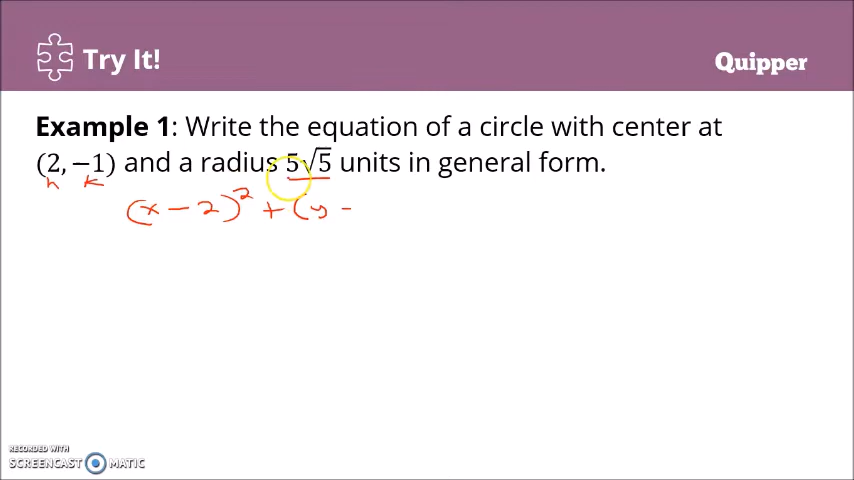 Try It!
Quipper
Example 1: Write the equation of a circle with center at
(2, −1) and a radius 5√5 units in general form.
h k
(x − 2)² + (y −
RECORDED WITH
SCREENCAST MATIC